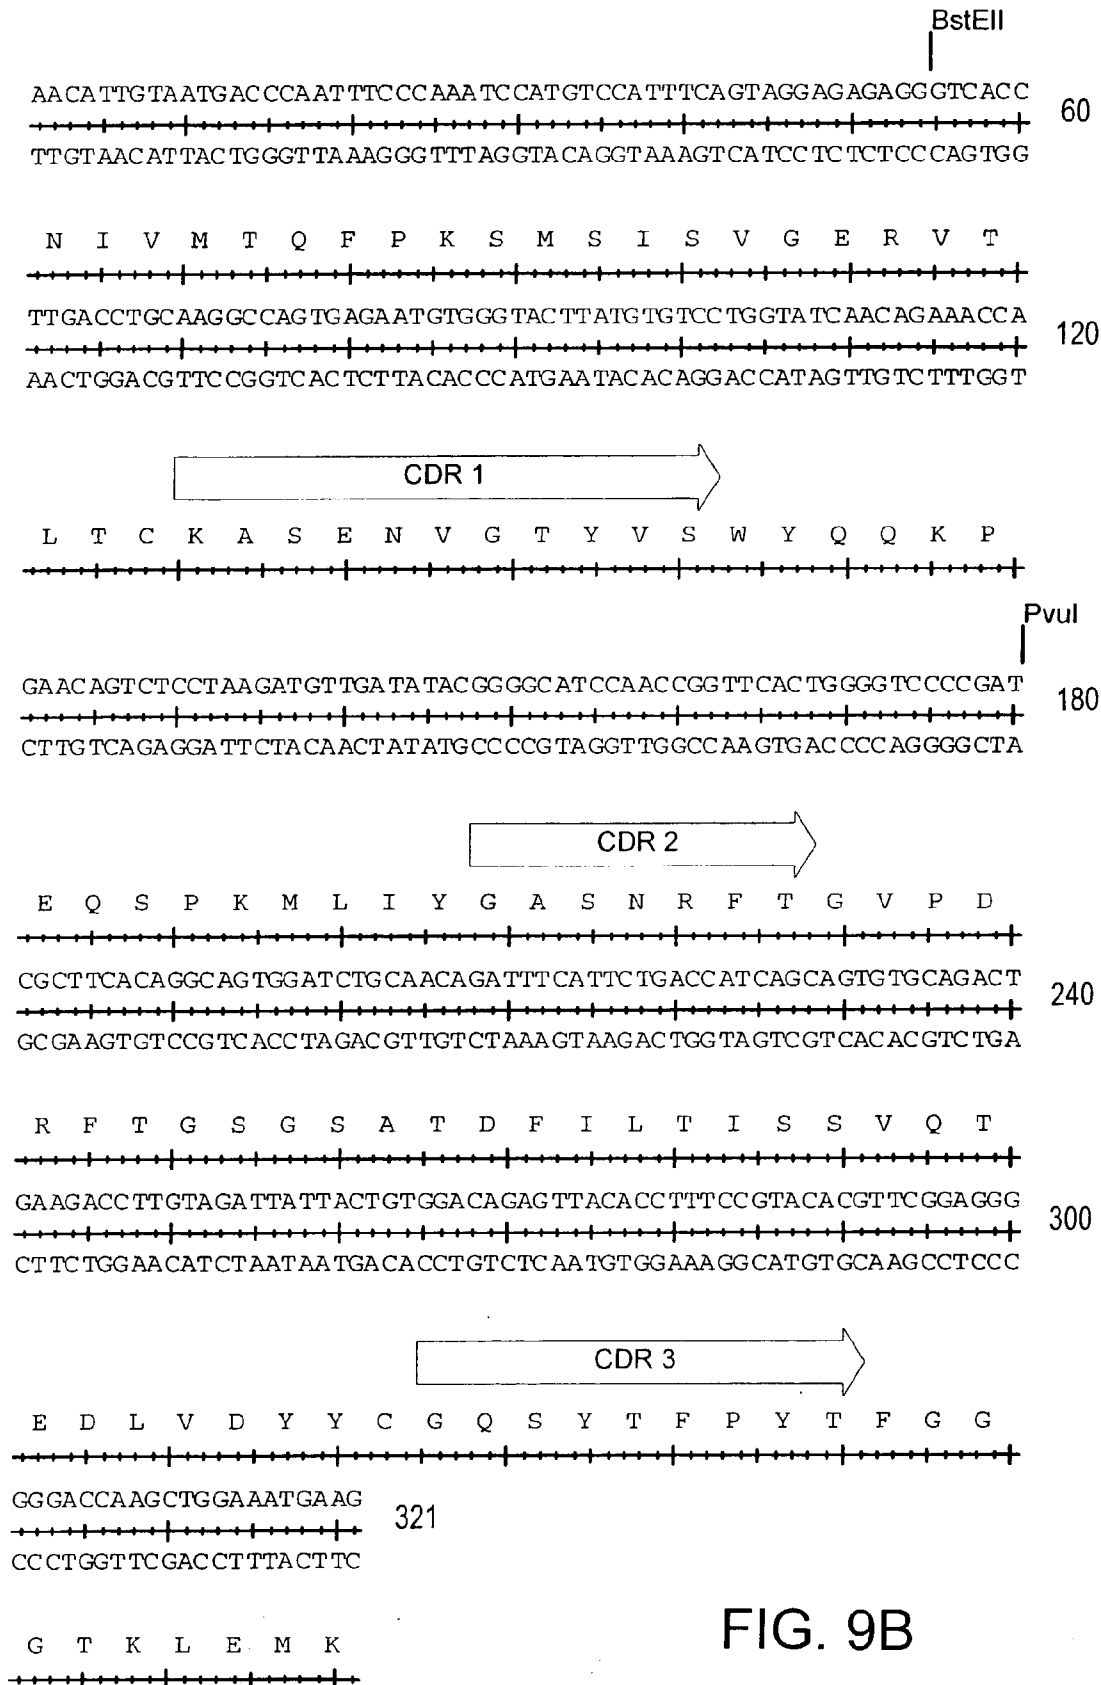 BstEII
AACATTGTAATGACCCAATTTCCCAAATCCATGTCCATTTCAGTAGGAGAGAGGGTCACC
60
TTGTAACATTACTGGGTTAAAGGGTTTAGGTACAGGTAAAGTCATCCTCTCTCCCAGTGG
N I V M T Q F P K S M S I S V G E R V T
TTGACCTGCAAGGCCAGTGAGAATGTGGGTACTTATGTGTCCTGGTATCAACAGAAACCA
120
AACTGGACGTTCCGGTCACTCTTACACCCATGAATACACAGGACCATAGTTGTCTTTGGT
CDR 1
L T C K A S E N V G T Y V S W Y Q Q K P
PvuI
GAACAGTCTCCTAAGATGTTGATATACGGGGCATCCAACCGGTTCACTGGGGTCCCCGAT
180
CTTGTCAGAGGATTCTACAACTATATGCCCCGTAGGTTGGCCAAGTGACCCCAGGGGCTA
CDR 2
E Q S P K M L I Y G A S N R F T G V P D
CGCTTCACAGGCAGTGGATCTGCAACAGATTTCATTCTGACCATCAGCAGTGTGCAGACT
240
GCGAAGTGTCCGTCACCTAGACGTTGTCTAAAGTAAGACTGGTAGTCGTCACACGTCTGA
R F T G S G S A T D F I L T I S S V Q T
GAAGACCTTGTAGATTATTACTGTGGACAGAGTTACACCTTTCCGTACACGTTCGGAGGG
300
CTTCTGGAACATCTAATAATGACACCTGTCTCAATGTGGAAAGGCATGTGCAAGCCTCCC
CDR 3
E D L V D Y Y C G Q S Y T F P Y T F G G
GGGACCAAGCTGGAAATGAAG
321
CCCTGGTTCGACCTTTACTTC
G T K L E M K
FIG. 9B